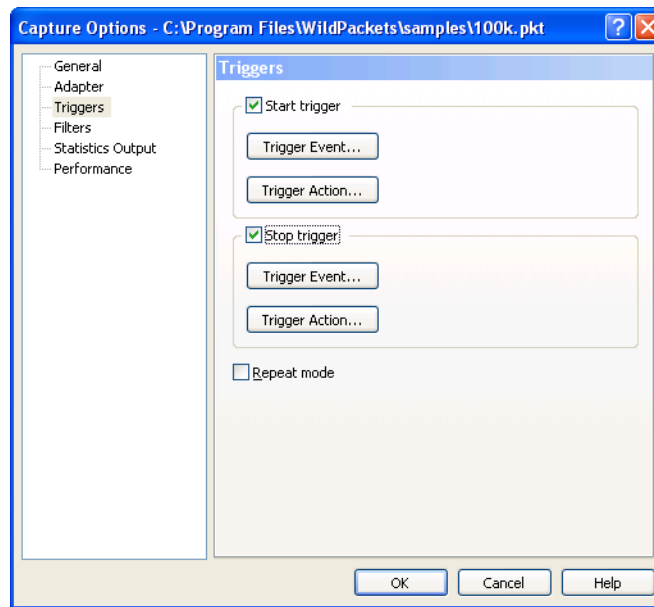 Capture Options - C:\Program Files\WildPackets\samples\100k.pkt
General
Adapter
Triggers
Filters
Statistics Output
Performance
Triggers
Start trigger
Trigger Event...
Trigger Action...
Stop trigger
Trigger Event...
Trigger Action...
Repeat mode
OK
Cancel
Help